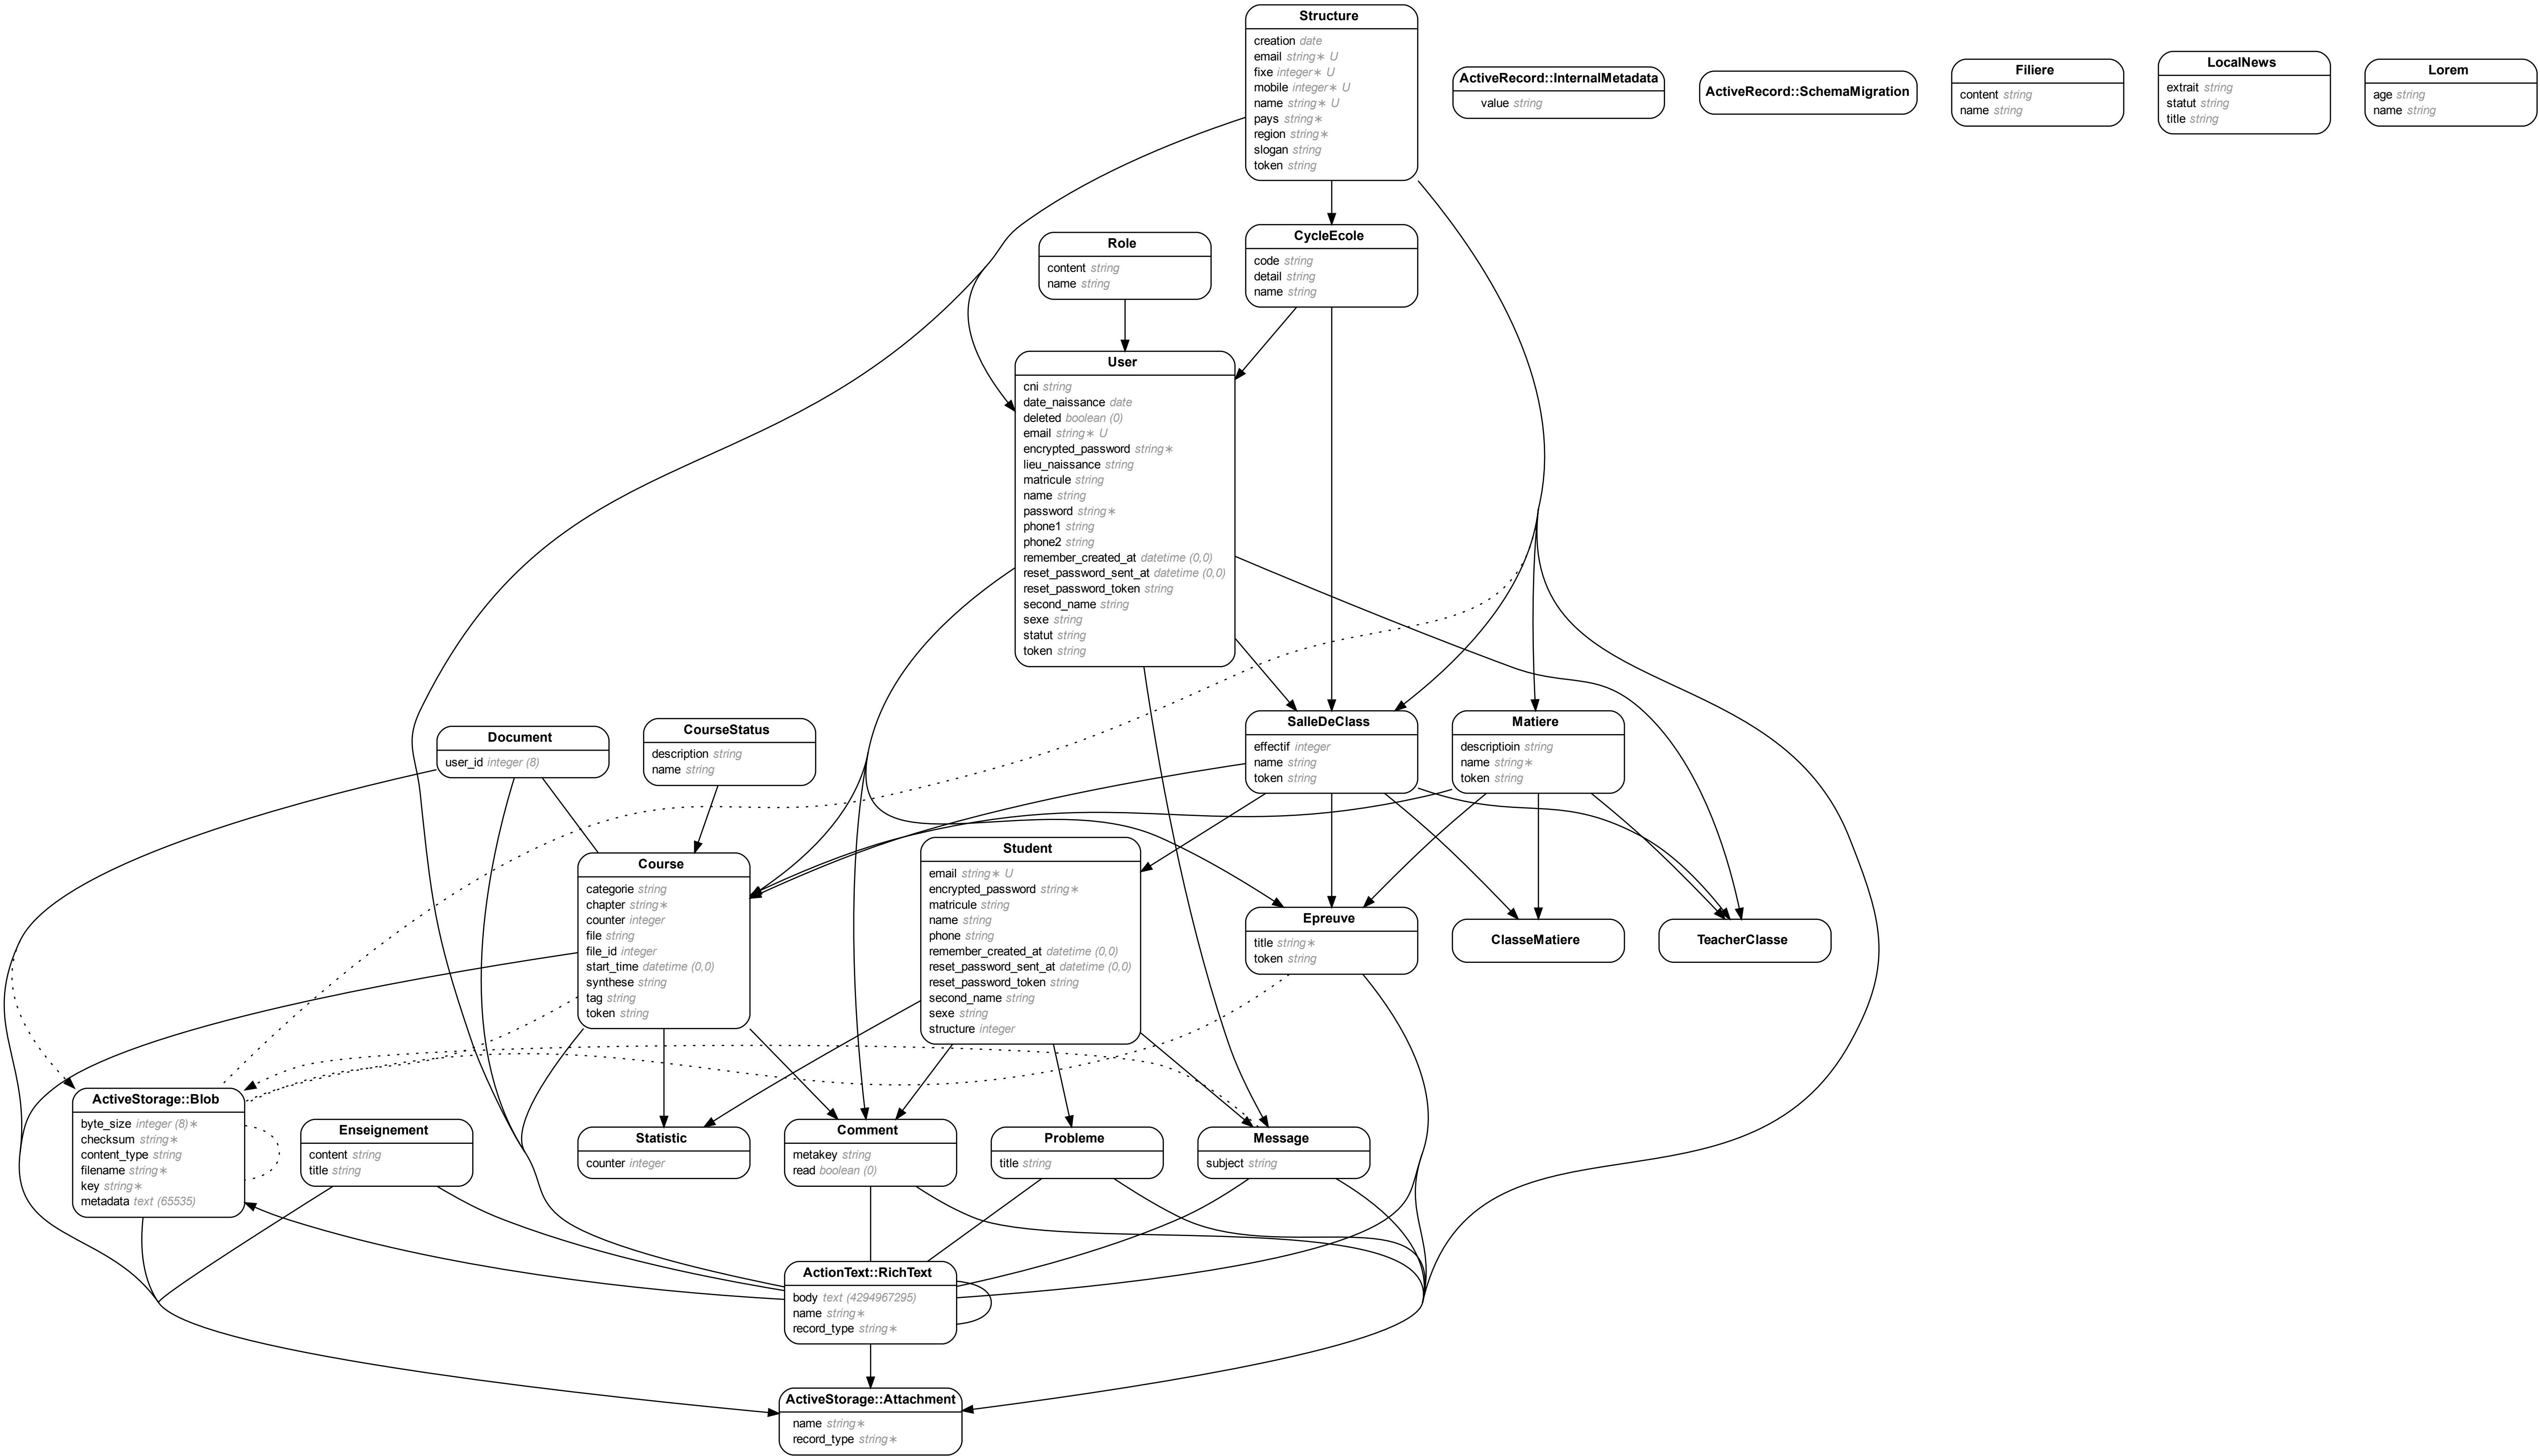 Structure
creation date
email string∗ U
fixe integer∗ U
mobile integer∗ U
name string∗ U
pays string∗
region string∗
slogan string
token string
ActiveRecord::InternalMetadata
value string
ActiveRecord::SchemaMigration
Filiere
content string
name string
LocalNews
extrait string
statut string
title string
Lorem
age string
name string
Role
content string
name string
CycleEcole
code string
detail string
name string
User
cni string
date_naissance date
deleted boolean (0)
email string∗ U
encrypted_password string∗
lieu_naissance string
matricule string
name string
password string∗
phone1 string
phone2 string
remember_created_at datetime (0,0)
reset_password_sent_at datetime (0,0)
reset_password_token string
second_name string
sexe string
statut string
token string
Document
user_id integer (8)
CourseStatus
description string
name string
SalleDeClass
effectif integer
name string
token string
Matiere
descriptioin string
name string∗
token string
Course
categorie string
chapter string∗
counter integer
file string
file_id integer
start_time datetime (0,0)
synthese string
tag string
token string
Student
email string∗ U
encrypted_password string∗
matricule string
name string
phone string
remember_created_at datetime (0,0)
reset_password_sent_at datetime (0,0)
reset_password_token string
second_name string
sexe string
structure integer
Epreuve
title string∗
token string
ClasseMatiere
TeacherClasse
ActiveStorage::Blob
byte_size integer (8)∗
checksum string∗
content_type string
filename string∗
key string∗
metadata text (65535)
Enseignement
content string
title string
Statistic
counter integer
Comment
metakey string
read boolean (0)
Probleme
title string
Message
subject string
ActionText::RichText
body text (4294967295)
name string∗
record_type string∗
ActiveStorage::Attachment
name string∗
record_type string∗